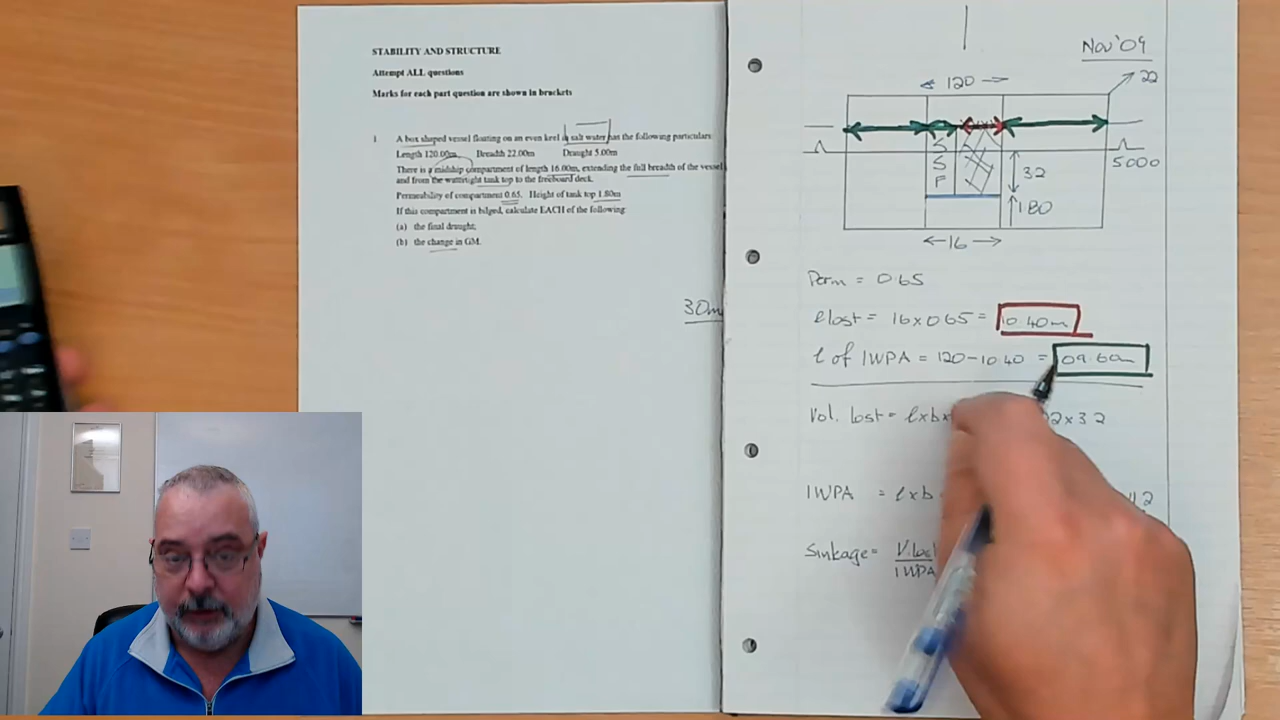 STABILITY AND STRUCTURE
Attempt ALL questions
Marks for each part question are shown in brackets
1. A box shaped vessel floating on an even keel in salt water has the following particulars:
Length 120.00m Breadth 22.00m Draught 5.00m
There is a midship compartment of length 16.00m, extending the full breadth of the vessel
and from the watertight tank top to the freeboard deck.
Permeability of compartment 0.65. Height of tank top 1.80m
If this compartment is bilged, calculate EACH of the following:
(a) the final draught;
(b) the change in GM.
30m
Nov'09
120
22
S
S
P
3.2
5.000
1.80
16
Perm = 0.65
l lost = 16 x 0.65 = 10.40m
l of IWPA = 120 - 10.40 = 109.60m
Vol. lost = l x b x 22 x 3.2
IWPA = l x b
Sinkage = V. lost
IWPA